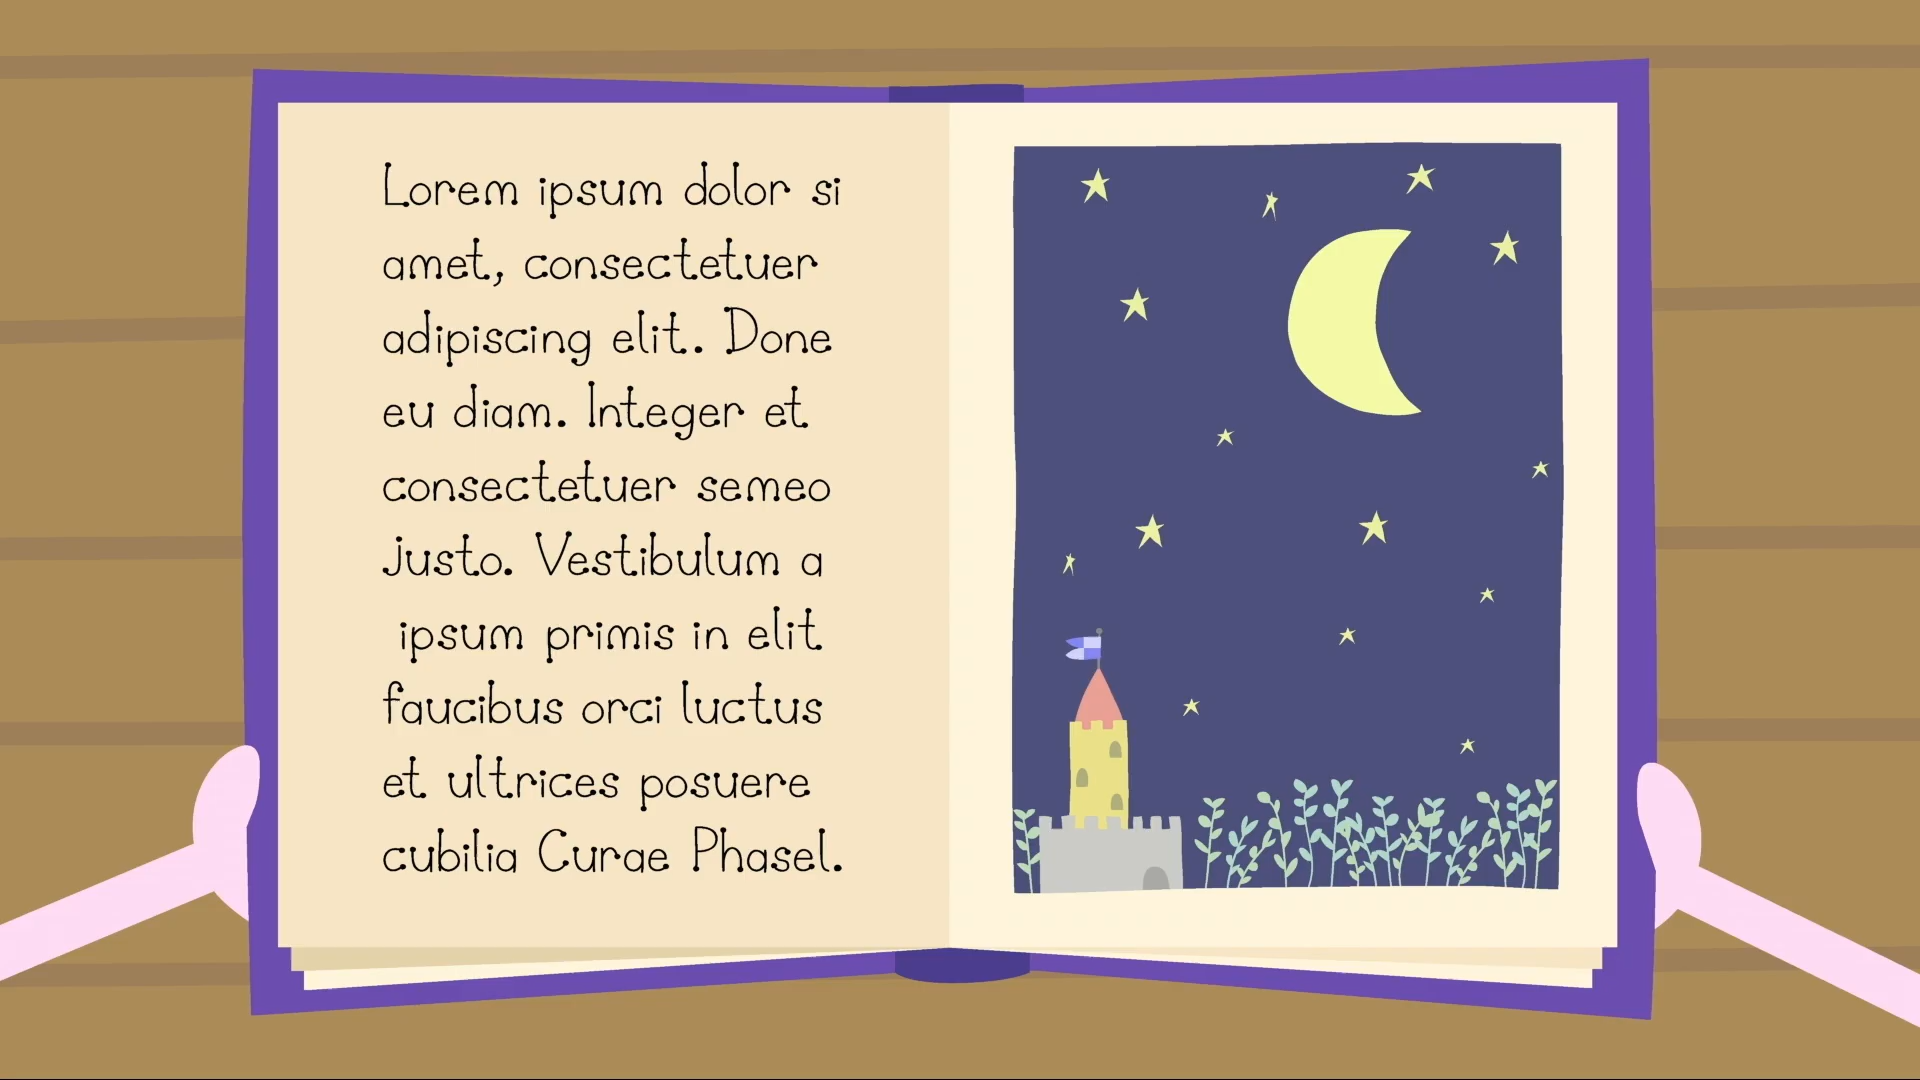 Lorem ipsum dolor si
amet, consectetuer
adipiscing elit. Done
eu diam. Integer et
consectetuer semeo
justo. Vestibulum a
ipsum primis in elit
faucibus orci luctus
et ultrices posuere
cubilia Curae Phasel.